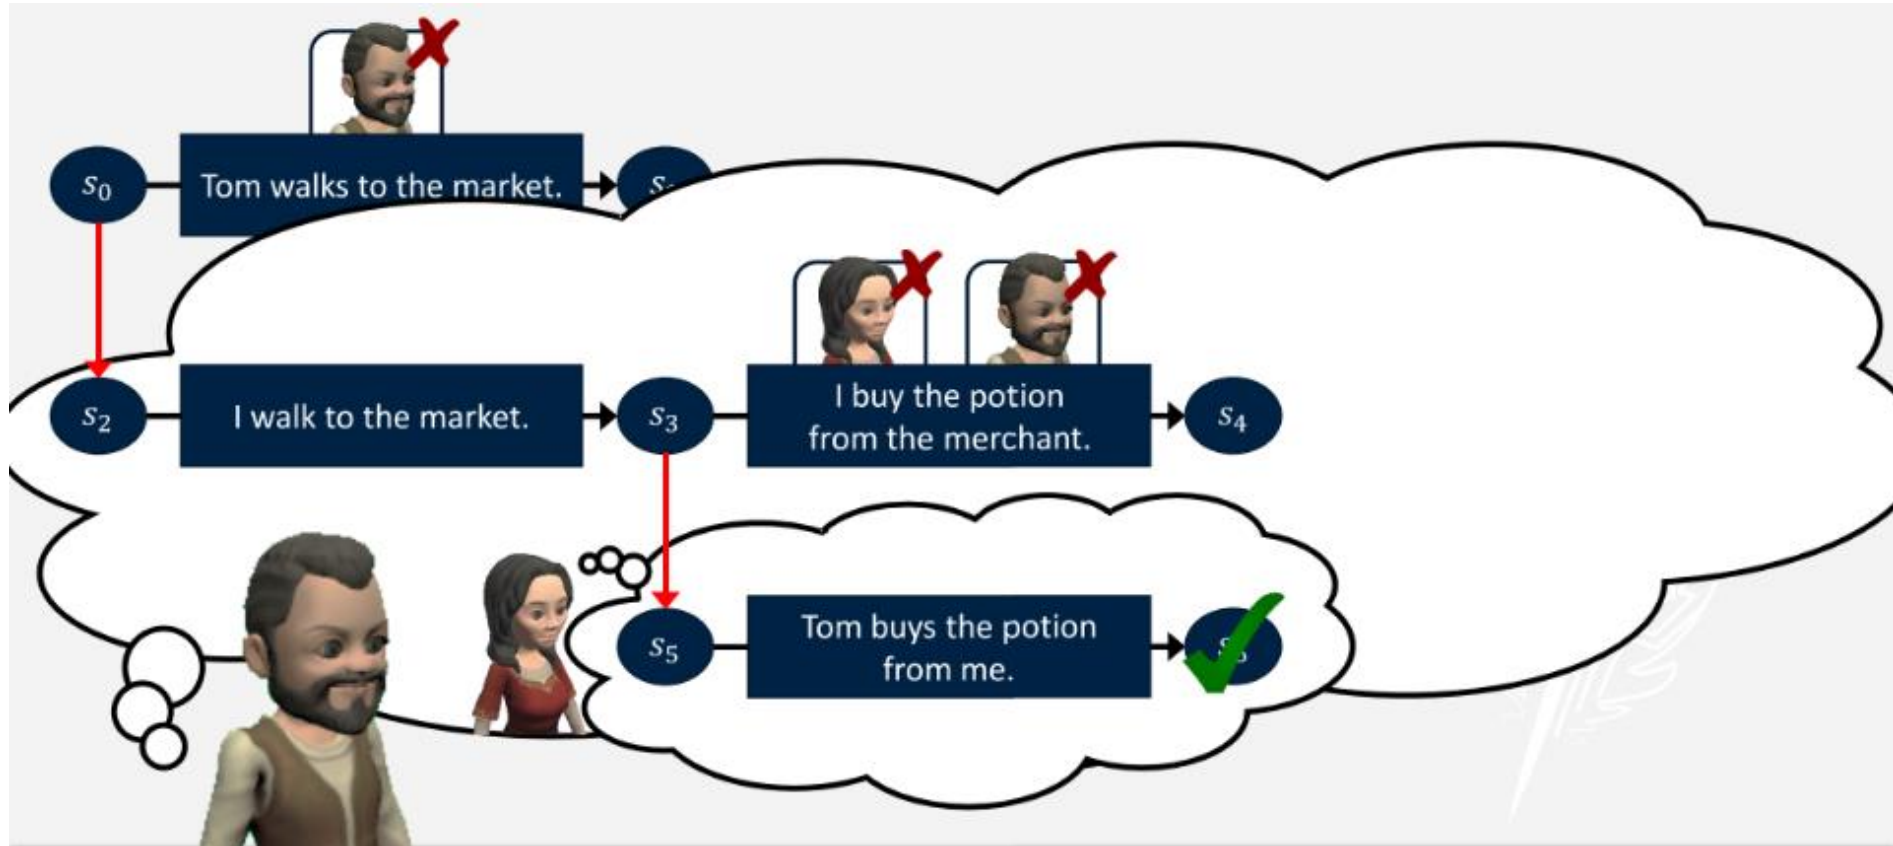 s₀
Tom walks to the market.
s₂
I walk to the market.
s₃
I buy the potion
from the merchant.
s₄
s₅
Tom buys the potion
from me.